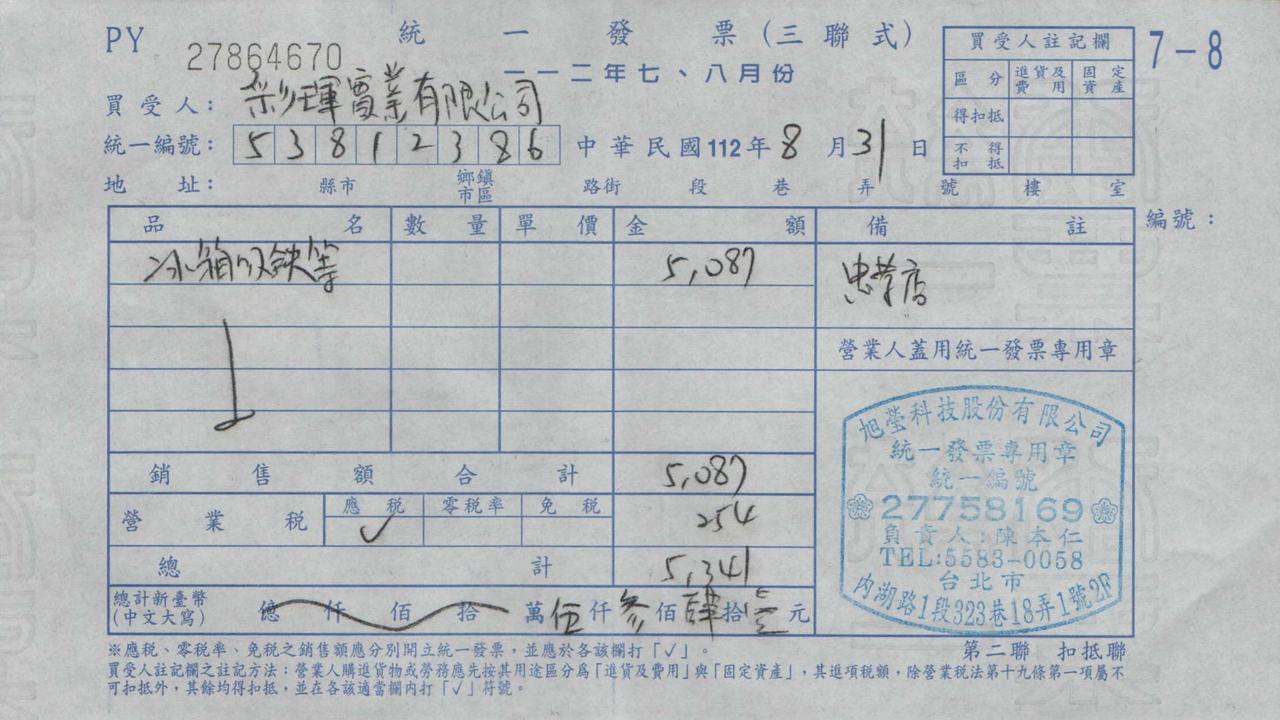 PY 27864670 統一發票(三聯式)
一一二年七、八月份
7-8
買受人註記欄
區分 進貨及費用 固定資產
得扣抵
不得扣抵
買受人: 彩琿實業有限公司
統一編號: 53812386 中華民國112年8月31日
地址: 縣市 鄉鎮市區 路街 段 巷 弄 號 樓 室
編號:
品名 數量 單價 金額 備註
冰箱吸鉄等 5,087 忠孝店
營業人蓋用統一發票專用章
旭瑩科技股份有限公司
統一發票專用章
統一編號
27758169
負責人:陳本仁
TEL:5583-0058
台北市
內湖路1段323巷18弄1號2F
銷售額合計 5,087
營業稅 應稅 ✓ 零稅率 免稅 254
總計 5,341
總計新臺幣(中文大寫) 億 仟 佰 拾 萬 伍仟 參佰 肆拾 壹元
※應稅、零稅率、免稅之銷售額應分別開立統一發票,並應於各該欄打「✓」。
第二聯 扣抵聯
買受人註記欄之註記方法:營業人購進貨物或勞務應先按其用途區分為「進貨及費用」與「固定資產」,其進項稅額,除營業稅法第十九條第一項屬不
可扣抵外,其餘均得扣抵,並在各該適當欄內打「✓」符號。